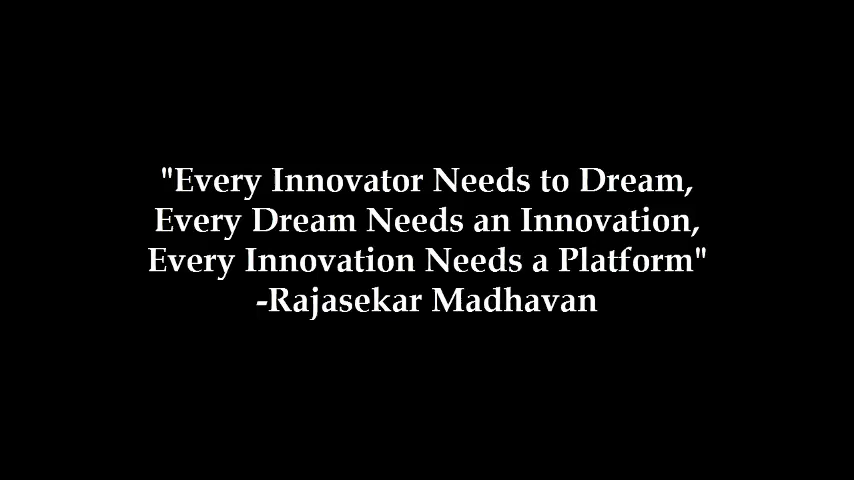 "Every Innovator Needs to Dream,
Every Dream Needs an Innovation,
Every Innovation Needs a Platform"
-Rajasekar Madhavan